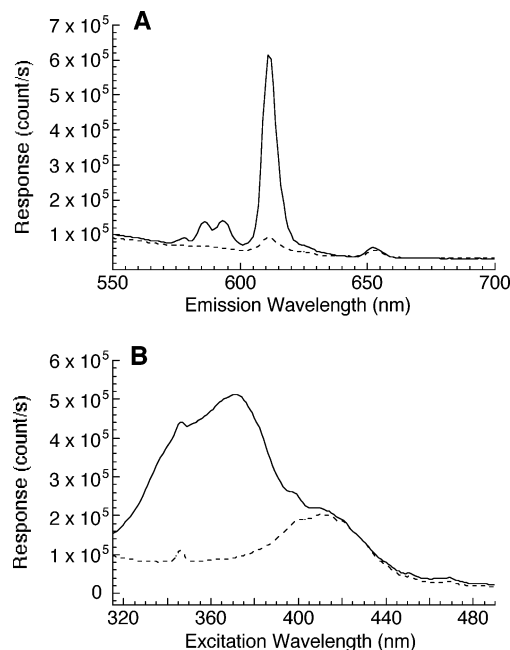 A
Response (count/s)
7 x 10⁵
6 x 10⁵
5 x 10⁵
4 x 10⁵
3 x 10⁵
2 x 10⁵
1 x 10⁵
550 600 650 700
Emission Wavelength (nm)
B
Response (count/s)
6 x 10⁵
5 x 10⁵
4 x 10⁵
3 x 10⁵
2 x 10⁵
1 x 10⁵
0
320 360 400 440 480
Excitation Wavelength (nm)